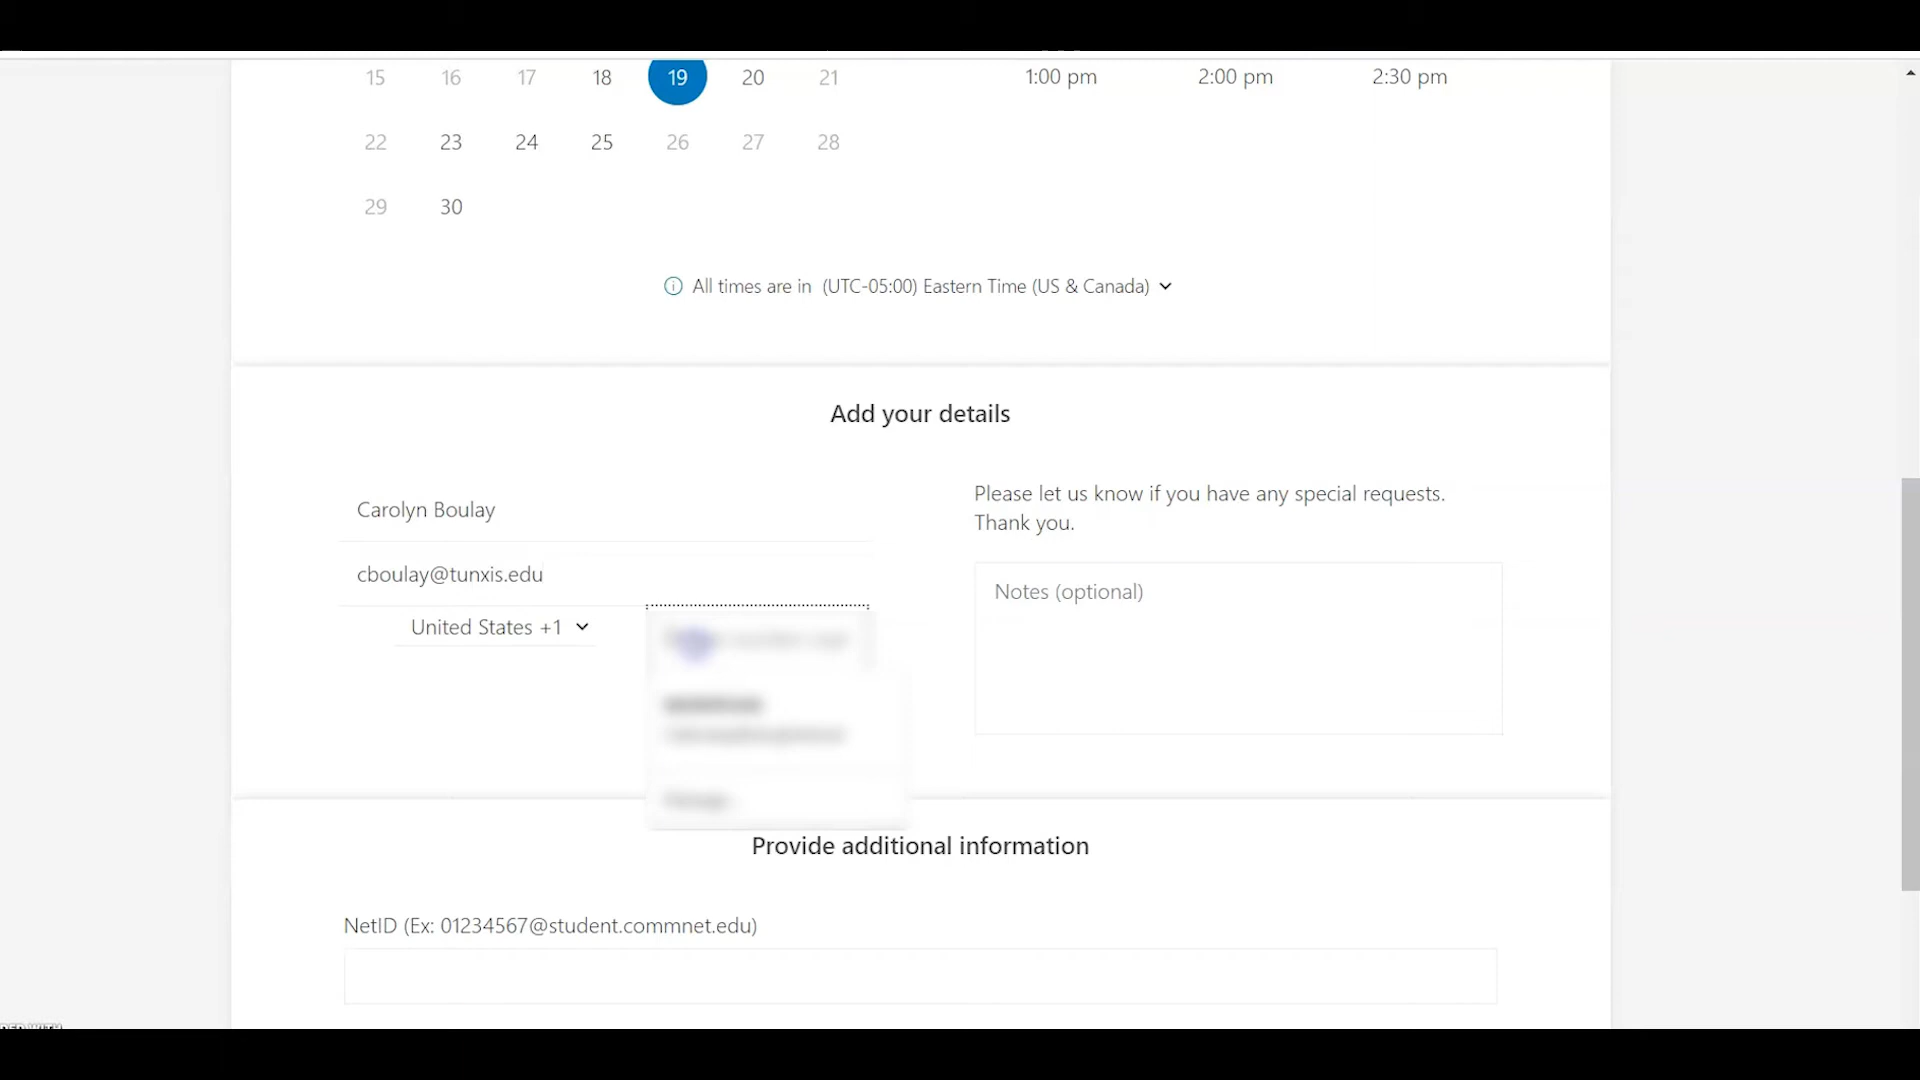 15 16 17 18 19 20 21 1:00 pm 2:00 pm 2:30 pm
22 23 24 25 26 27 28
29 30
All times are in (UTC-05:00) Eastern Time (US & Canada)
Add your details
Carolyn Boulay
cboulay@tunxis.edu
United States +1
Please let us know if you have any special requests.
Thank you.
Notes (optional)
Provide additional information
NetID (Ex: 01234567@student.commnet.edu)